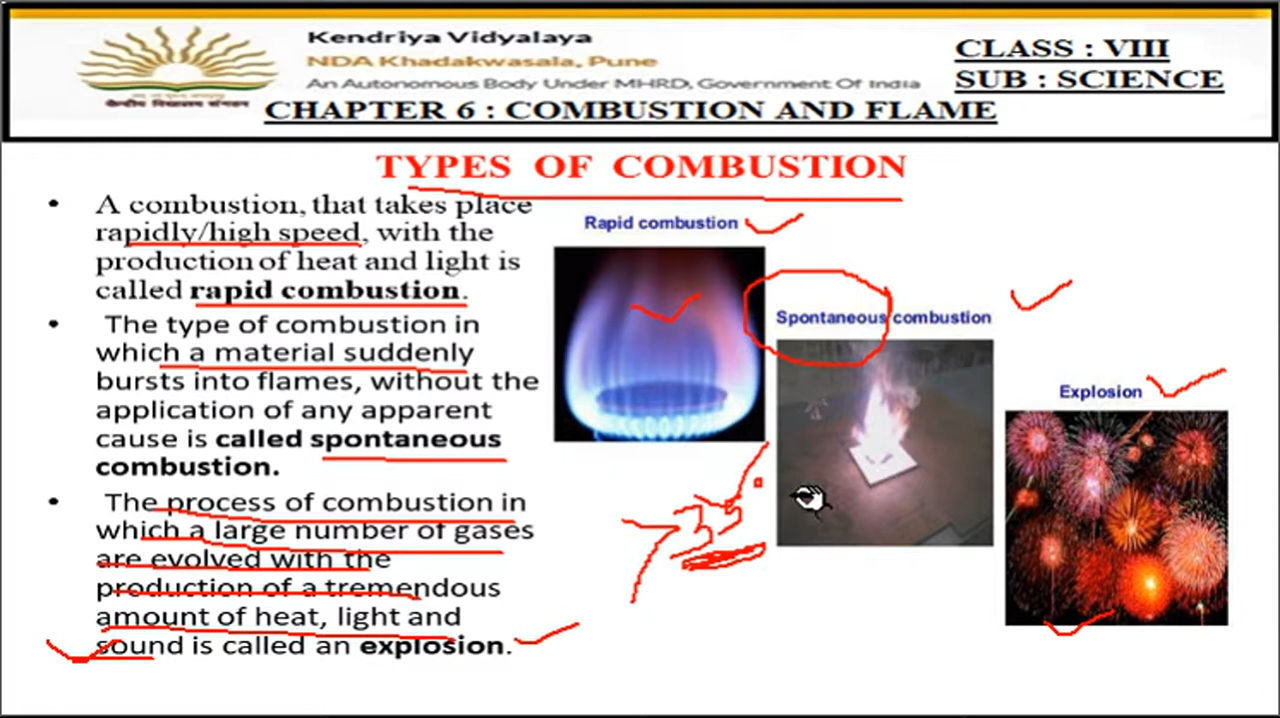 Kendriya Vidyalaya
NDA Khadakwasala, Pune
An Autonomous Body Under MHRD, Government Of India
केन्द्रीय विद्यालय संगठन
CLASS : VIII
SUB : SCIENCE
CHAPTER 6 : COMBUSTION AND FLAME
TYPES OF COMBUSTION
• A combustion, that takes place
rapidly/high speed, with the
production of heat and light is
called rapid combustion.
• The type of combustion in
which a material suddenly
bursts into flames, without the
application of any apparent
cause is called spontaneous
combustion.
• The process of combustion in
which a large number of gases
are evolved with the
production of a tremendous
amount of heat, light and
sound is called an explosion.
Rapid combustion
Spontaneous combustion
Explosion